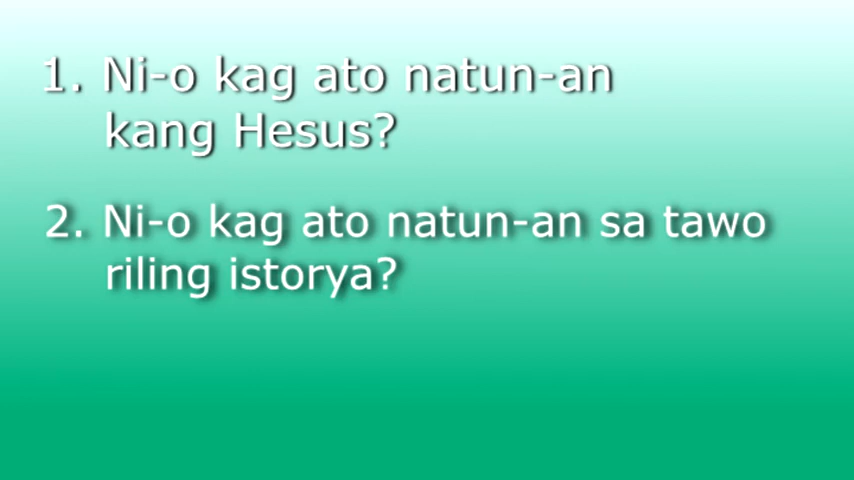 1. Ni-o kag ato natun-an
kang Hesus?
2. Ni-o kag ato natun-an sa tawo
riling istorya?